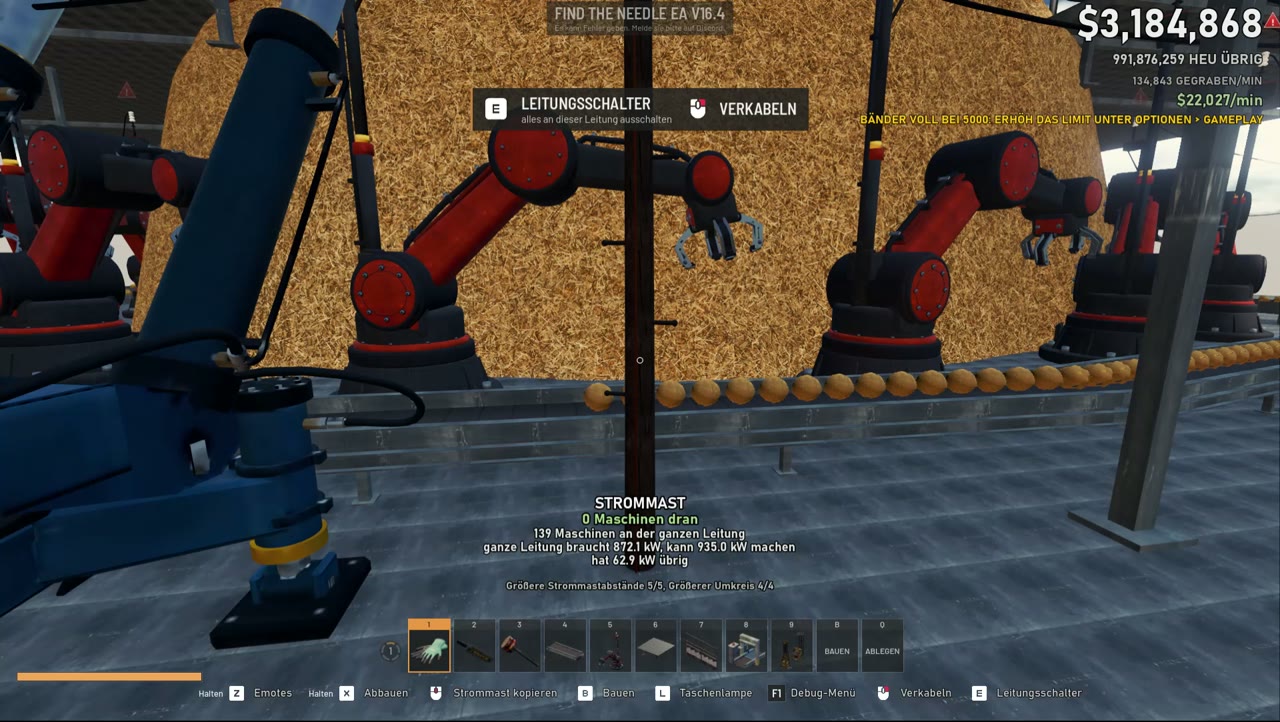 FIND THE NEEDLE EA V16.4
$3,184,868
991,876,259 HEU ÜBRIG
134,843 GEGRABEN/MIN
$22,027/min
BÄNDER VOLL BEI 5000: ERHÖH DAS LIMIT UNTER OPTIONEN > GAMEPLAY
E LEITUNGSSCHALTER
alles an dieser Leitung ausschalten
VERKABELN
STROMMAST
0 Maschinen dran
139 Maschinen an der ganzen Leitung
ganze Leitung braucht 872.1 kW, kann 935.0 kW machen
hat 62.9 kW übrig
Größere Strommastabstände 5/5, Größerer Umkreis 4/4
1 2 3 4 5 6 7 8 9 B Q
1
BAUEN ABLEGEN
Halten Z Emotes Halten X Abbauen Strommast kopieren B Bauen L Taschenlampe F1 Debug-Menu Verkabeln E Leitungsschalter